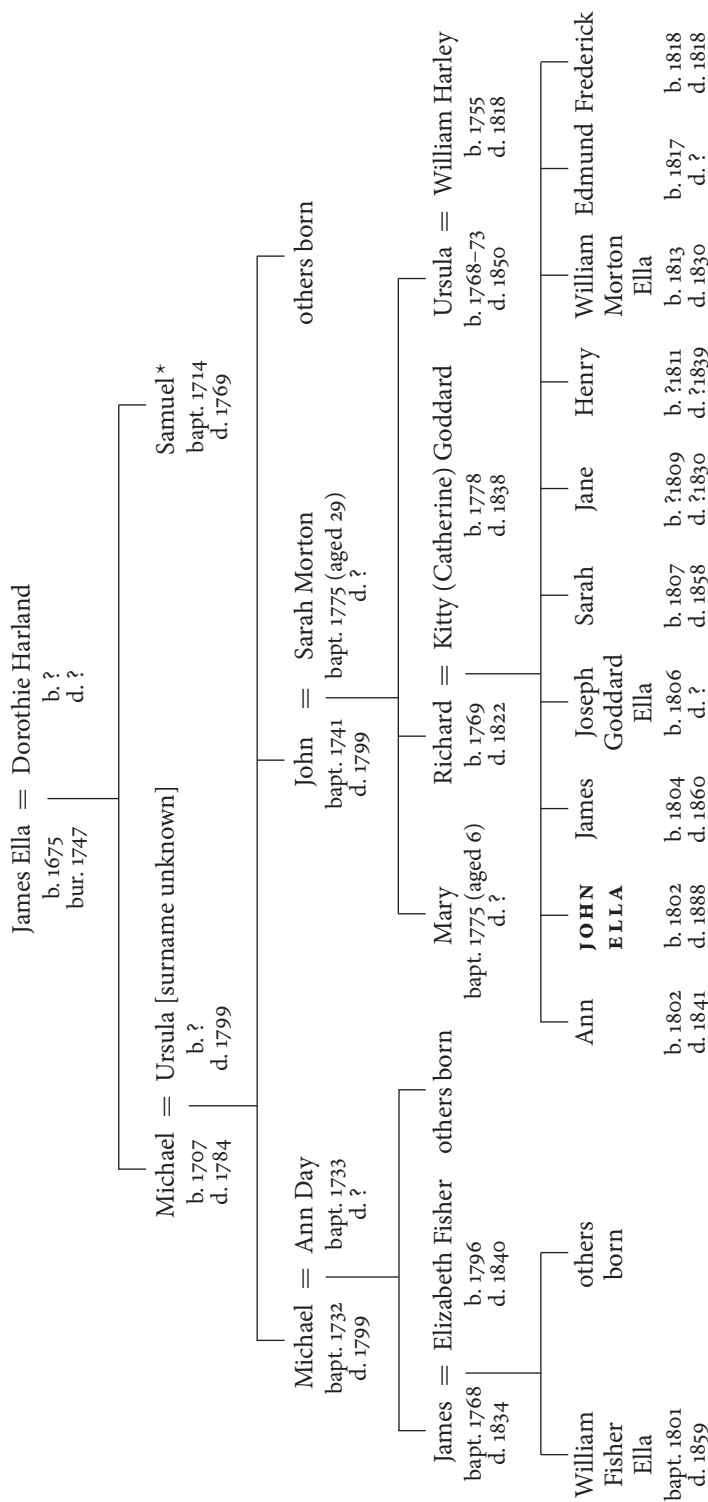 James Ella = Dorothie Harland
b. 1675 b. ?
bur. 1747 d. ?
Michael = Ursula [surname unknown] Samuel*
b. 1707 b. ? bapt. 1714
d. 1784 d. 1799 d. 1769
Michael = Ann Day John = Sarah Morton others born
bapt. 1732 bapt. 1733 bapt. 1741 bapt. 1775 (aged 29)
d. 1799 d. ? d. 1799 d. ?
James = Elizabeth Fisher others born Mary Richard = Kitty (Catherine) Goddard Ursula = William Harley
bapt. 1768 b. 1796 bapt. 1775 (aged 6) b. 1769 b. 1778 b. 1768–73 b. 1755
d. 1834 d. 1840 d. ? d. 1822 d. 1838 d. 1850 d. 1818
William others Ann JOHN James Joseph Sarah Jane Henry William Edmund Frederick
Fisher born ELLA Goddard Morton
Ella Ella Ella
bapt. 1801 b. 1802 b. 1802 b. 1804 b. 1806 b. 1807 b. ?1809 b. ?1811 b. 1813 b. 1817 b. 1818
d. 1859 d. 1841 d. 1888 d. 1860 d. ? d. 1858 d. ?1830 d. ?1839 d. 1830 d. ? d. 1818